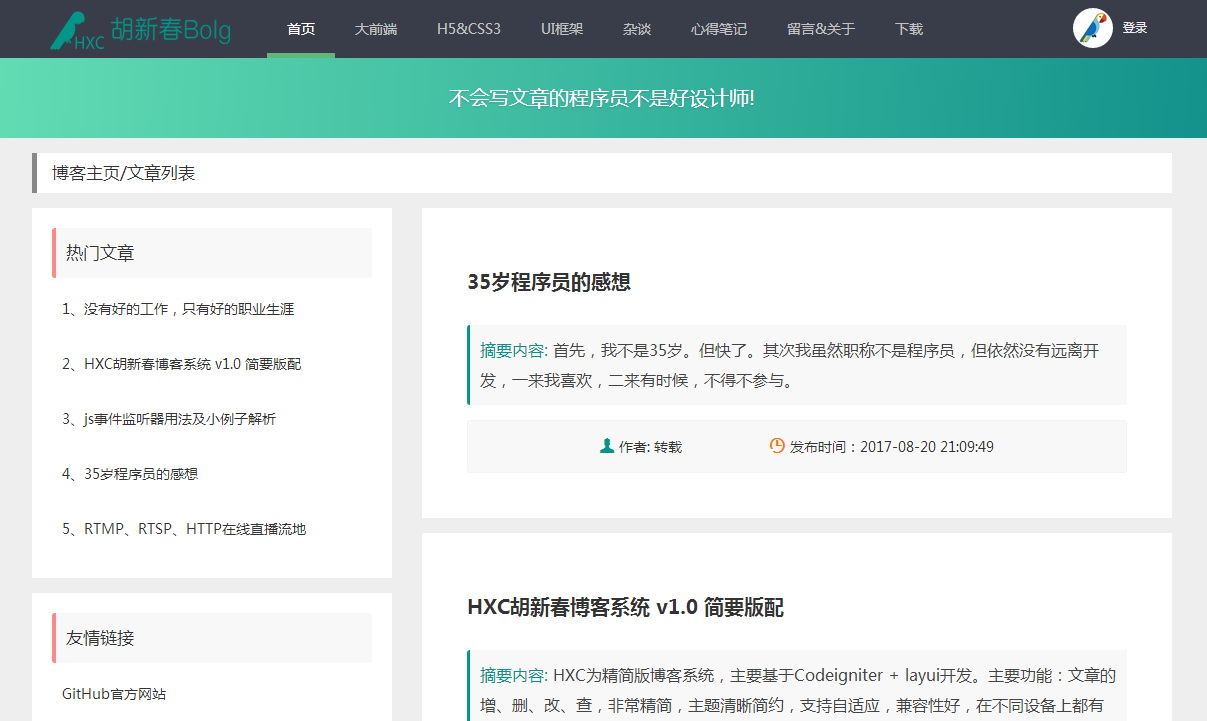 HXC 胡新春Bolg 首页 大前端 H5&CSS3 UI框架 杂谈 心得笔记 留言&关于 下载 登录
不会写文章的程序员不是好设计师!
博客主页/文章列表
热门文章
1、没有好的工作，只有好的职业生涯
2、HXC胡新春博客系统 v1.0 简要版配
3、js事件监听器用法及小例子解析
4、35岁程序员的感想
5、RTMP、RTSP、HTTP在线直播流地
友情链接
GitHub官方网站
35岁程序员的感想
摘要内容: 首先，我不是35岁。但快了。其次我虽然职称不是程序员，但依然没有远离开
发，一来我喜欢，二来有时候，不得不参与。
作者: 转载 发布时间：2017-08-20 21:09:49
HXC胡新春博客系统 v1.0 简要版配
摘要内容: HXC为精简版博客系统，主要基于Codeigniter + layui开发。主要功能：文章的
增、删、改、查，非常精简，主题清晰简约，支持自适应，兼容性好，在不同设备上都有